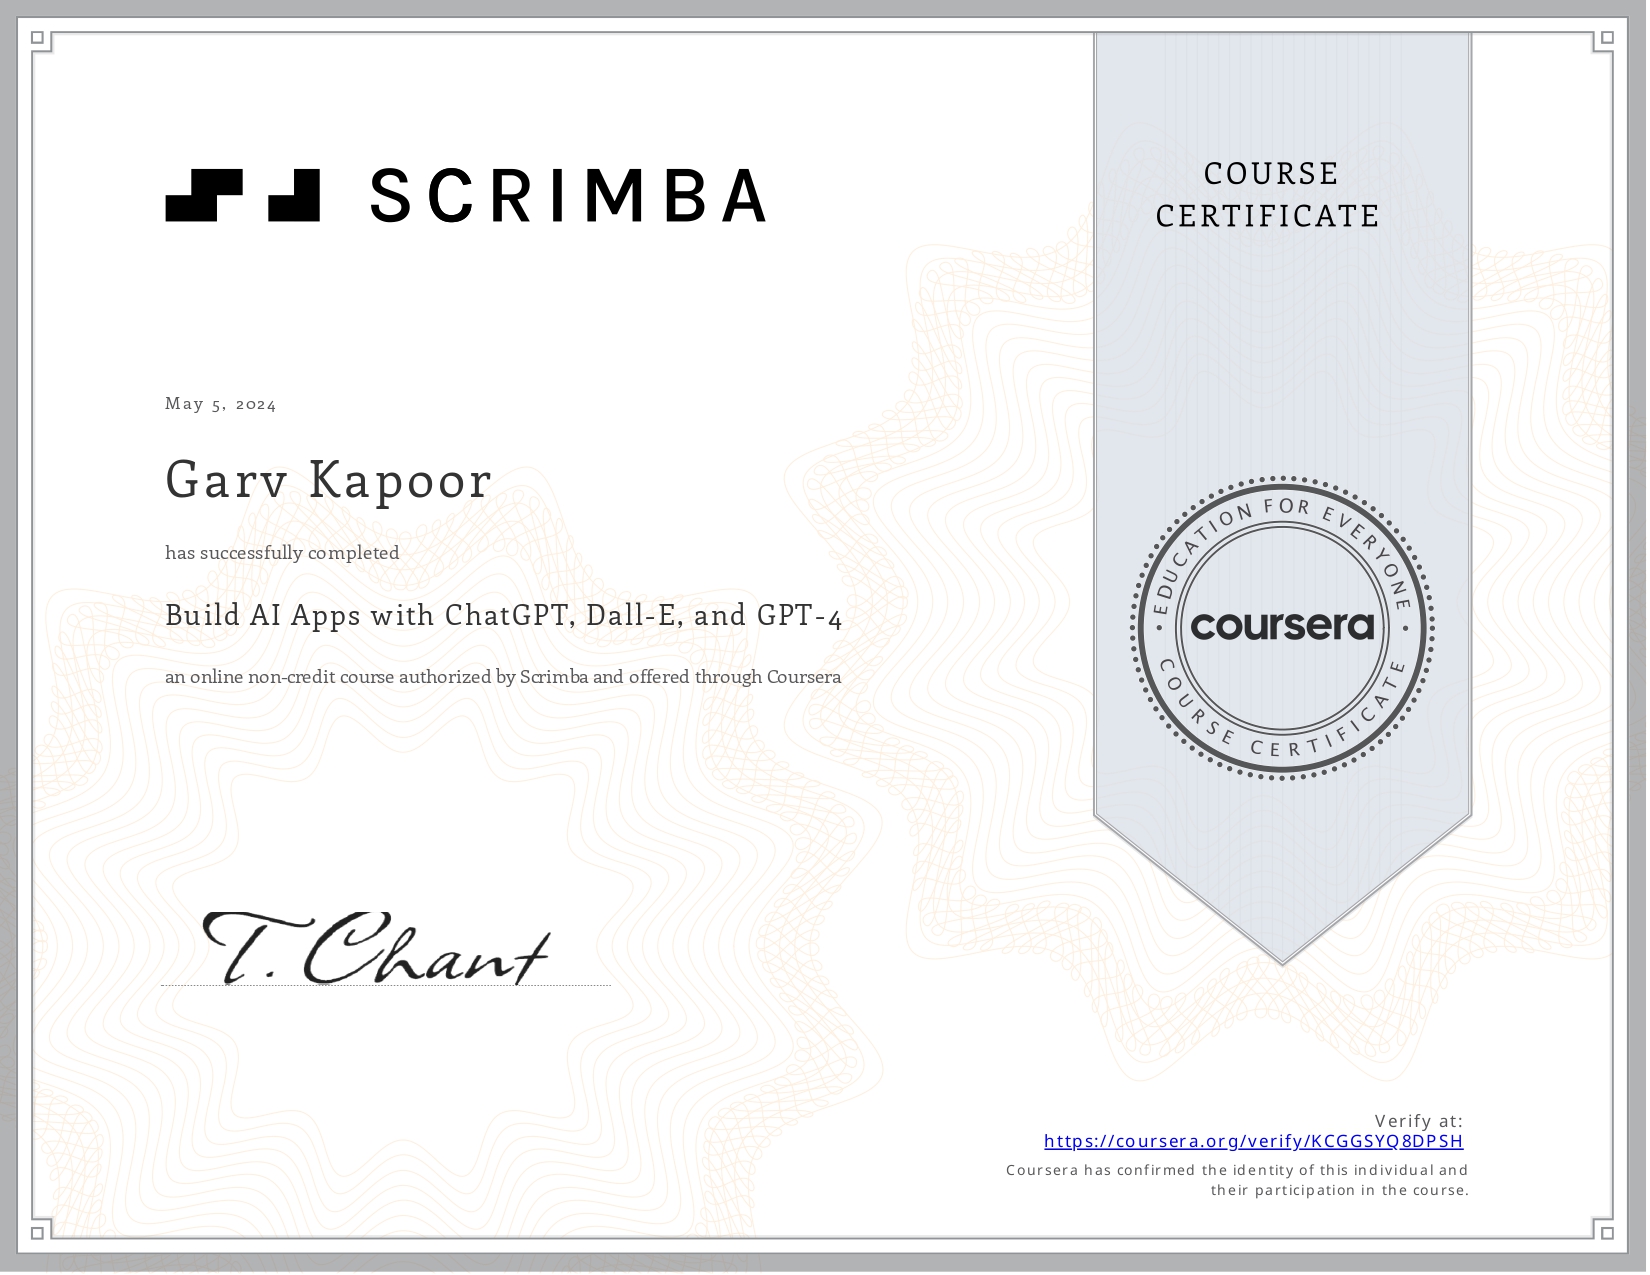 SCRIMBA
COURSE
CERTIFICATE
May 5, 2024
Garv Kapoor
has successfully completed
Build AI Apps with ChatGPT, Dall-E, and GPT-4
an online non-credit course authorized by Scrimba and offered through Coursera
EDUCATION FOR EVERYONE
coursera
COURSE CERTIFICATE
T. Chant
Verify at:
https://coursera.org/verify/KCGGSYQ8DPSH
Coursera has confirmed the identity of this individual and
their participation in the course.